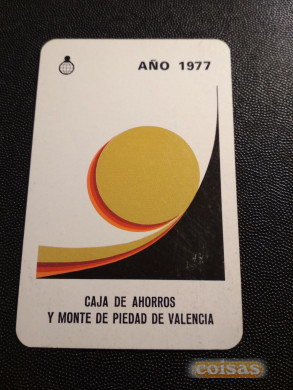 AÑO 1977
CAJA DE AHORROS
Y MONTE DE PIEDAD DE VALENCIA
coisas